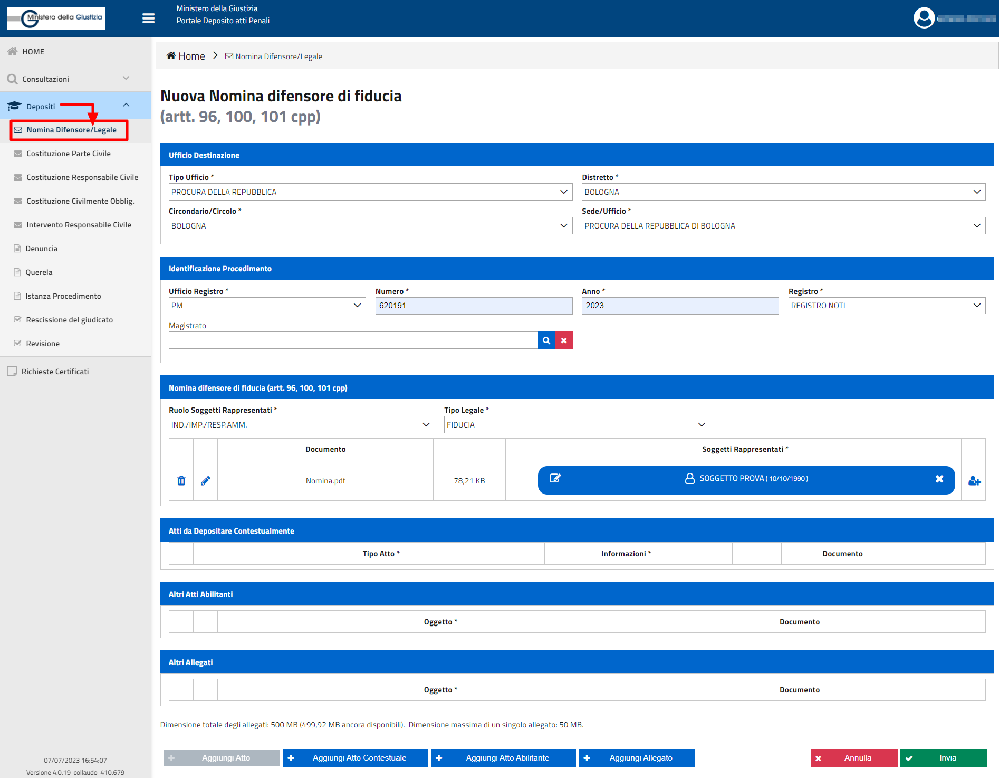 Ministero della Giustizia
Ministero della Giustizia
Portale Deposito atti Penali
HOME
Consultazioni
Depositi
Nomina Difensore/Legale
Costituzione Parte Civile
Costituzione Responsabile Civile
Costituzione Civilmente Obblig.
Intervento Responsabile Civile
Denuncia
Querela
Istanza Procedimento
Rescissione del giudicato
Revisione
Richieste Certificati
07/07/2023 16:54:07
Versione 4.0.19-collaudo-410.679
Home > Nomina Difensore/Legale
Nuova Nomina difensore di fiducia
(artt. 96, 100, 101 cpp)
Ufficio Destinazione
Tipo Ufficio * Distretto *
PROCURA DELLA REPUBBLICA BOLOGNA
Circondario/Circolo * Sede/Ufficio *
BOLOGNA PROCURA DELLA REPUBBLICA DI BOLOGNA
Identificazione Procedimento
Ufficio Registro * Numero * Anno * Registro *
PM 620191 2023 REGISTRO NOTI
Magistrato
Nomina difensore di fiducia (artt. 96, 100, 101 cpp)
Ruolo Soggetti Rappresentati * Tipo Legale *
IND./IMP./RESP.AMM. FIDUCIA
Documento Soggetti Rappresentati *
Nomina.pdf 78,21 KB SOGGETTO PROVA ( 10/10/1990 )
Atti da Depositare Contestualmente
Tipo Atto * Informazioni * Documento
Altri Atti Abilitanti
Oggetto * Documento
Altri Allegati
Oggetto * Documento
Dimensione totale degli allegati: 500 MB (499,92 MB ancora disponibili). Dimensione massima di un singolo allegato: 50 MB.
Aggiungi Atto Aggiungi Atto Contestuale Aggiungi Atto Abilitante Aggiungi Allegato Annulla Invia